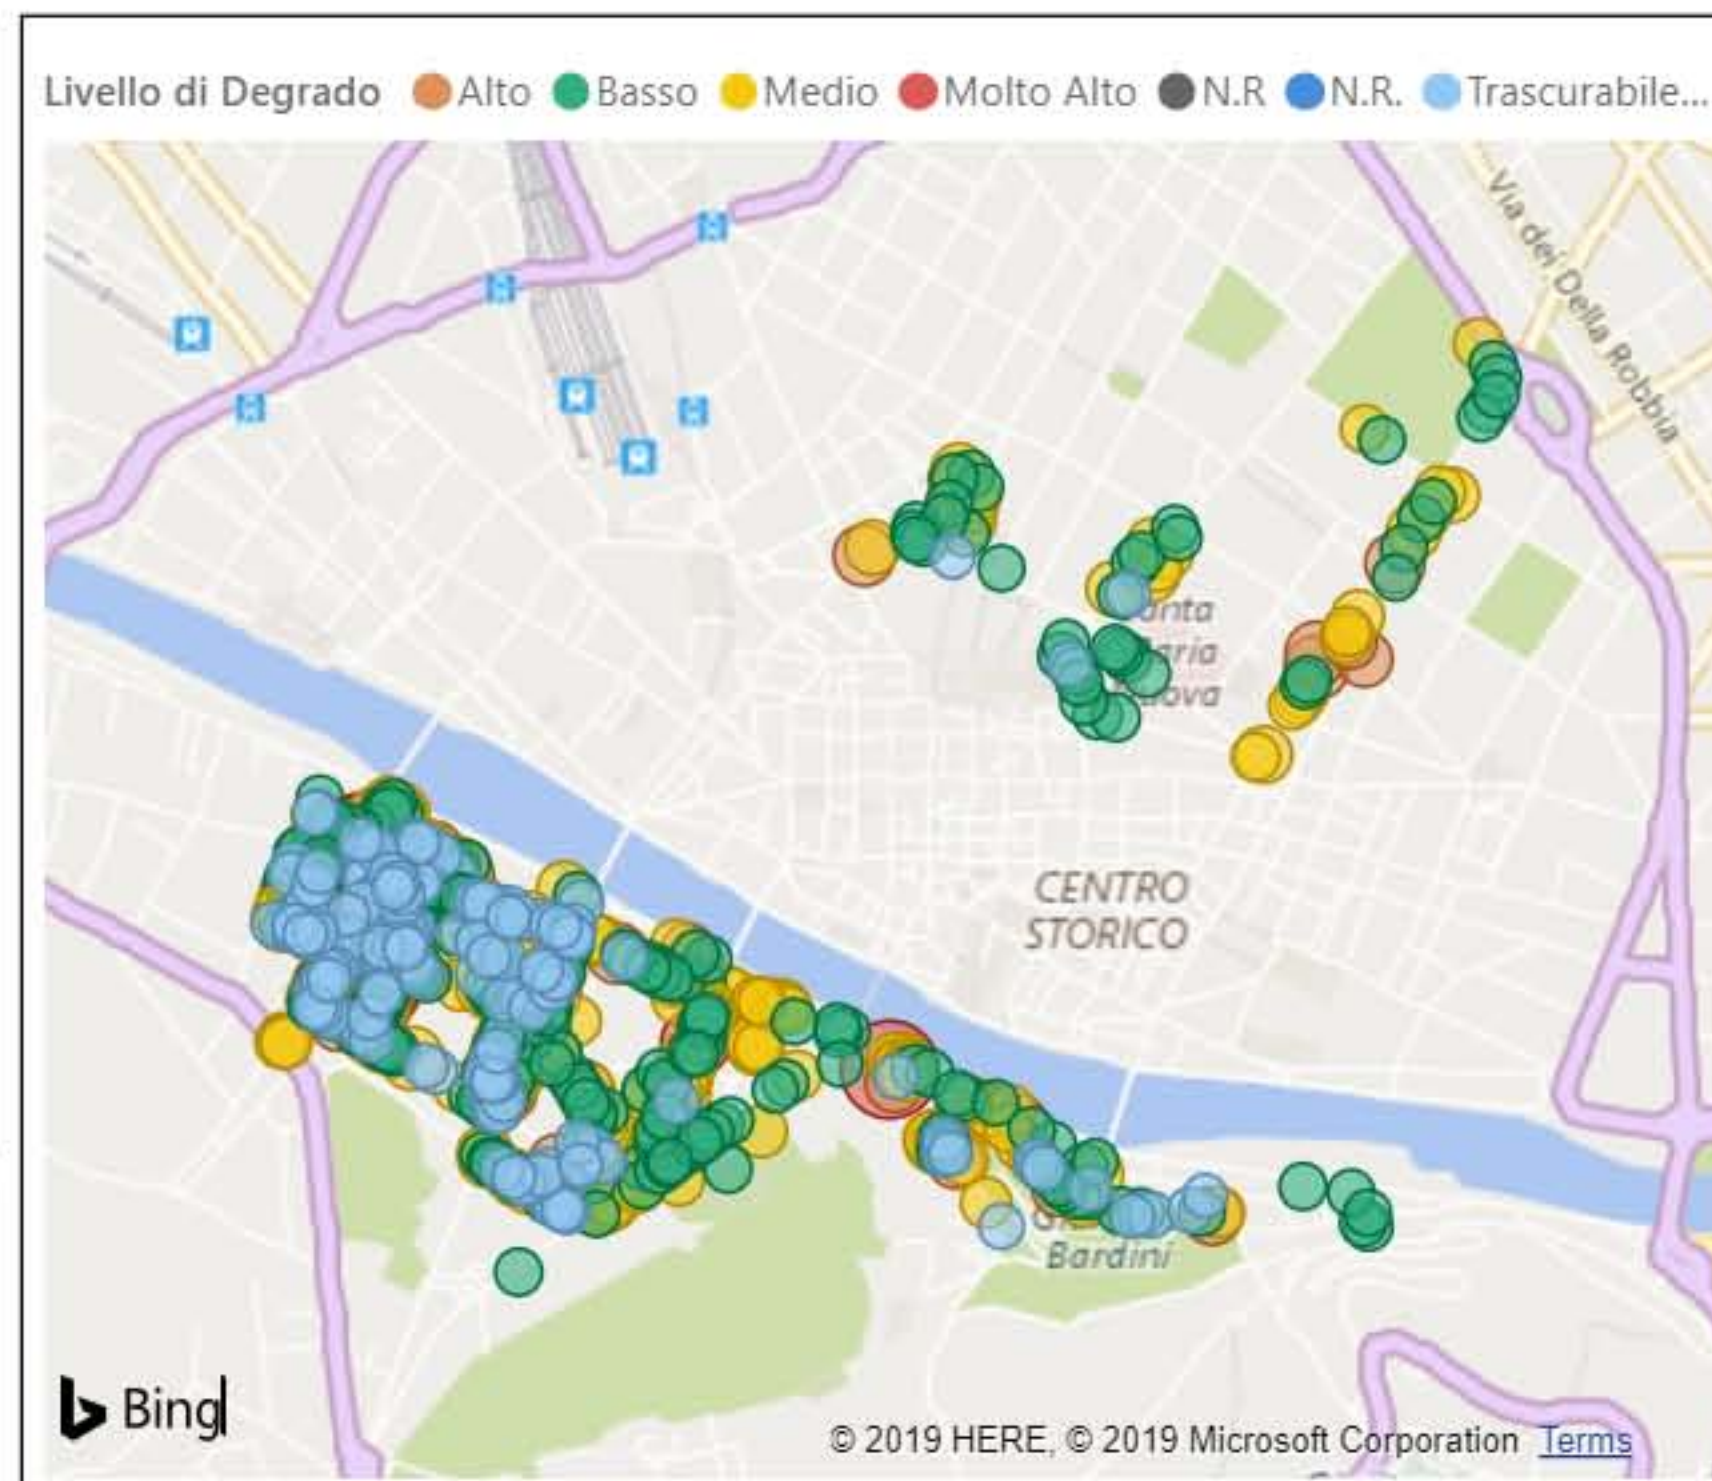 Livello di Degrado Alto Basso Medio Molto Alto N.R N.R. Trascurabile...
Via dei Della Robbia
CENTRO
STORICO
Bardini
Bing
© 2019 HERE, © 2019 Microsoft Corporation Terms